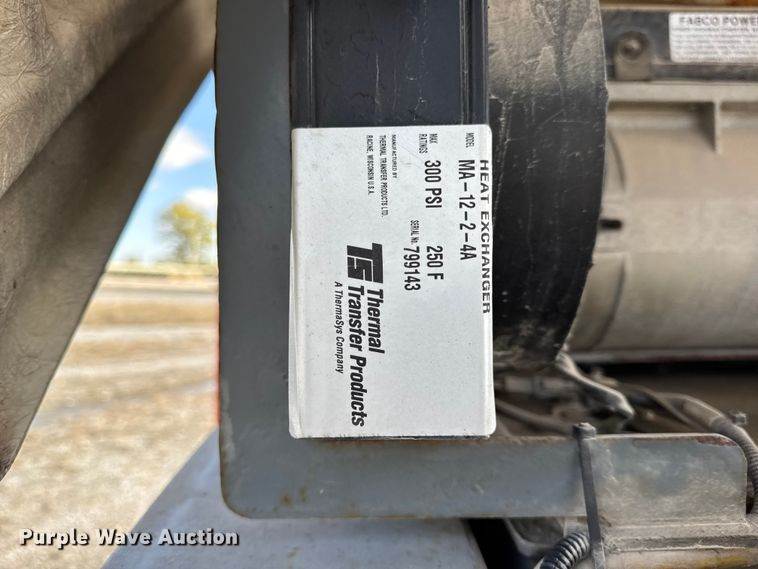 HEAT EXCHANGER
MODEL MA-12-2-4A
MAX RATINGS 300 PSI 250 F
SERIAL No. 799143
MANUFACTURED BY
THERMAL TRANSFER PRODUCTS LTD.
RACINE, WISCONSIN U.S.A.
Thermal
Transfer Products
A ThermaSys Company
FABCO POWER
Purple Wave Auction